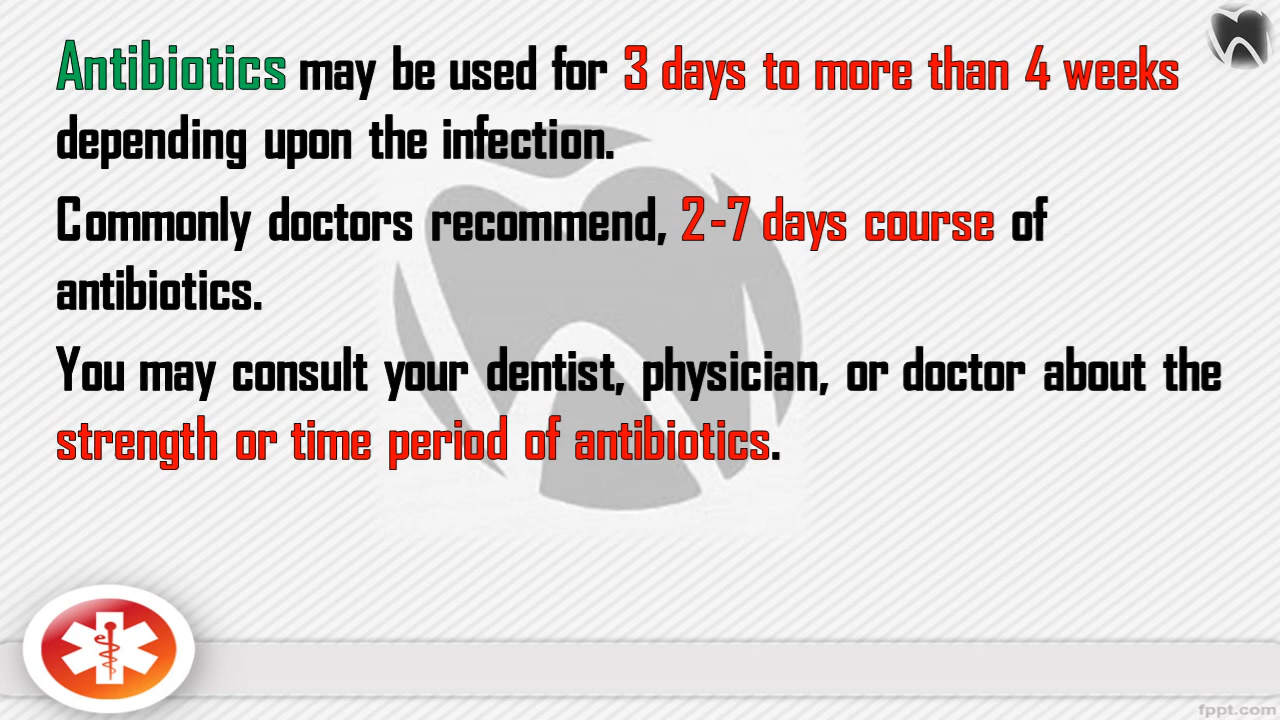 Antibiotics may be used for 3 days to more than 4 weeks
depending upon the infection.
Commonly doctors recommend, 2-7 days course of
antibiotics.
You may consult your dentist, physician, or doctor about the
strength or time period of antibiotics.
fppt.com